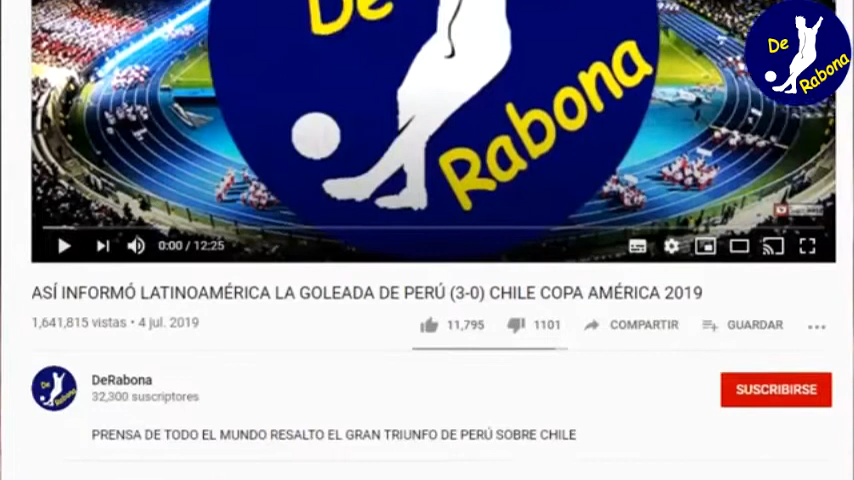 De
Rabona
De
Rabona
0:00 / 12:25
ASÍ INFORMÓ LATINOAMÉRICA LA GOLEADA DE PERÚ (3-0) CHILE COPA AMÉRICA 2019
1,641,815 vistas • 4 jul. 2019
11,795 1101 COMPARTIR GUARDAR
De
Rabona
DeRabona
32,300 suscriptores
SUSCRIBIRSE
PRENSA DE TODO EL MUNDO RESALTO EL GRAN TRIUNFO DE PERÚ SOBRE CHILE